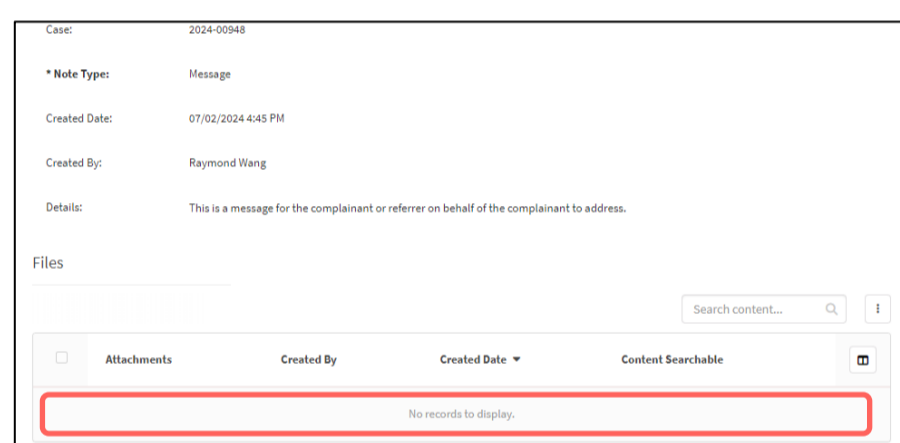 Case: 2024-00948
* Note Type: Message
Created Date: 07/02/2024 4:45 PM
Created By: Raymond Wang
Details: This is a message for the complainant or referrer on behalf of the complainant to address.
Files
Search content...
Attachments Created By Created Date Content Searchable
No records to display.